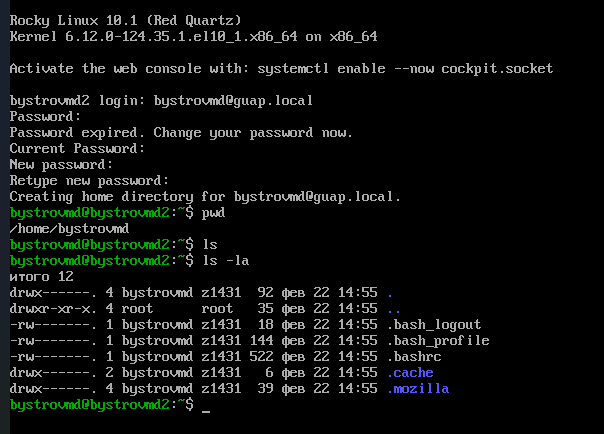 Rocky Linux 10.1 (Red Quartz)
Kernel 6.12.0-124.35.1.el10_1.x86_64 on x86_64
Activate the web console with: systemctl enable --now cockpit.socket
bystrovmd2 login: bystrovmd@guap.local
Password:
Password expired. Change your password now.
Current Password:
New password:
Retype new password:
Creating home directory for bystrovmd@guap.local.
bystrovmd@bystrovmd2:~$ pwd
/home/bystrovmd
bystrovmd@bystrovmd2:~$ ls
bystrovmd@bystrovmd2:~$ ls -la
итого 12
drwx------. 4 bystrovmd z1431  92 фев 22 14:55 .
drwxr-xr-x. 4 root      root   35 фев 22 14:55 ..
-rw-------. 1 bystrovmd z1431  18 фев 22 14:55 .bash_logout
-rw-------. 1 bystrovmd z1431 144 фев 22 14:55 .bash_profile
-rw-------. 1 bystrovmd z1431 522 фев 22 14:55 .bashrc
drwx------. 2 bystrovmd z1431   6 фев 22 14:55 .cache
drwx------. 4 bystrovmd z1431  39 фев 22 14:55 .mozilla
bystrovmd@bystrovmd2:~$ _